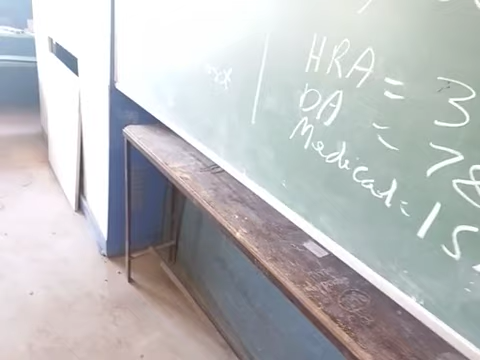 HRA = 3
DA = 78
Medical = 15